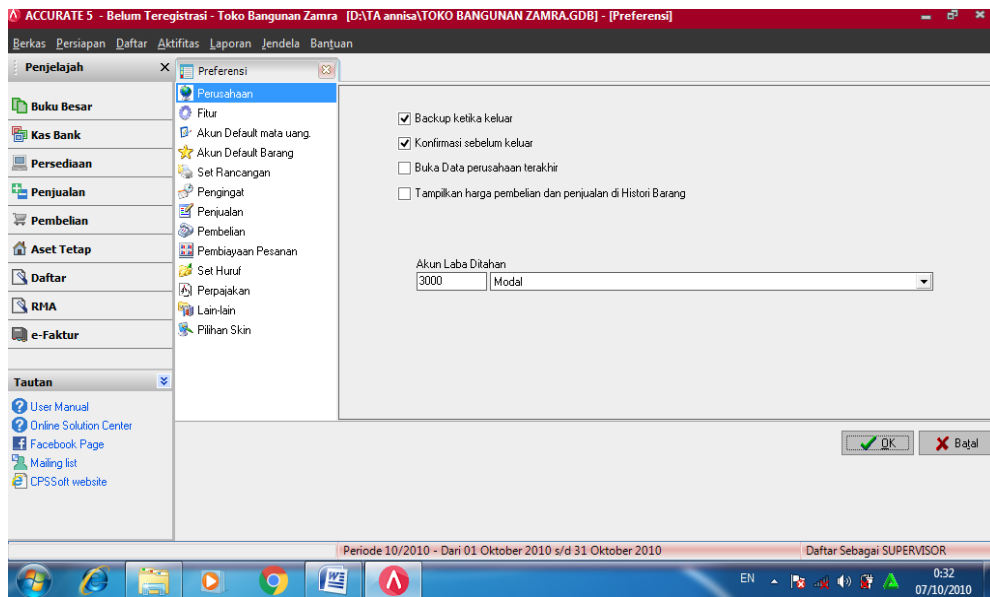 ACCURATE 5 - Belum Teregistrasi - Toko Bangunan Zamra [D:\TA annisa\TOKO BANGUNAN ZAMRA.GDB] - [Preferensi]
Berkas Persiapan Daftar Aktifitas Laporan Jendela Bantuan
Penjelajah
Buku Besar
Kas Bank
Persediaan
Penjualan
Pembelian
Aset Tetap
Daftar
RMA
e-Faktur
Tautan
User Manual
Online Solution Center
Facebook Page
Mailing list
CPSSoft website
Preferensi
Perusahaan
Fitur
Akun Default mata uang.
Akun Default Barang
Set Rancangan
Pengingat
Penjualan
Pembelian
Pembiayaan Pesanan
Set Huruf
Perpajakan
Lain-lain
Pilihan Skin
Backup ketika keluar
Konfirmasi sebelum keluar
Buka Data perusahaan terakhir
Tampilkan harga pembelian dan penjualan di Histori Barang
Akun Laba Ditahan
3000 Modal
OK Batal
Periode 10/2010 - Dari 01 Oktober 2010 s/d 31 Oktober 2010 Daftar Sebagai SUPERVISOR
EN 0:32
07/10/2010